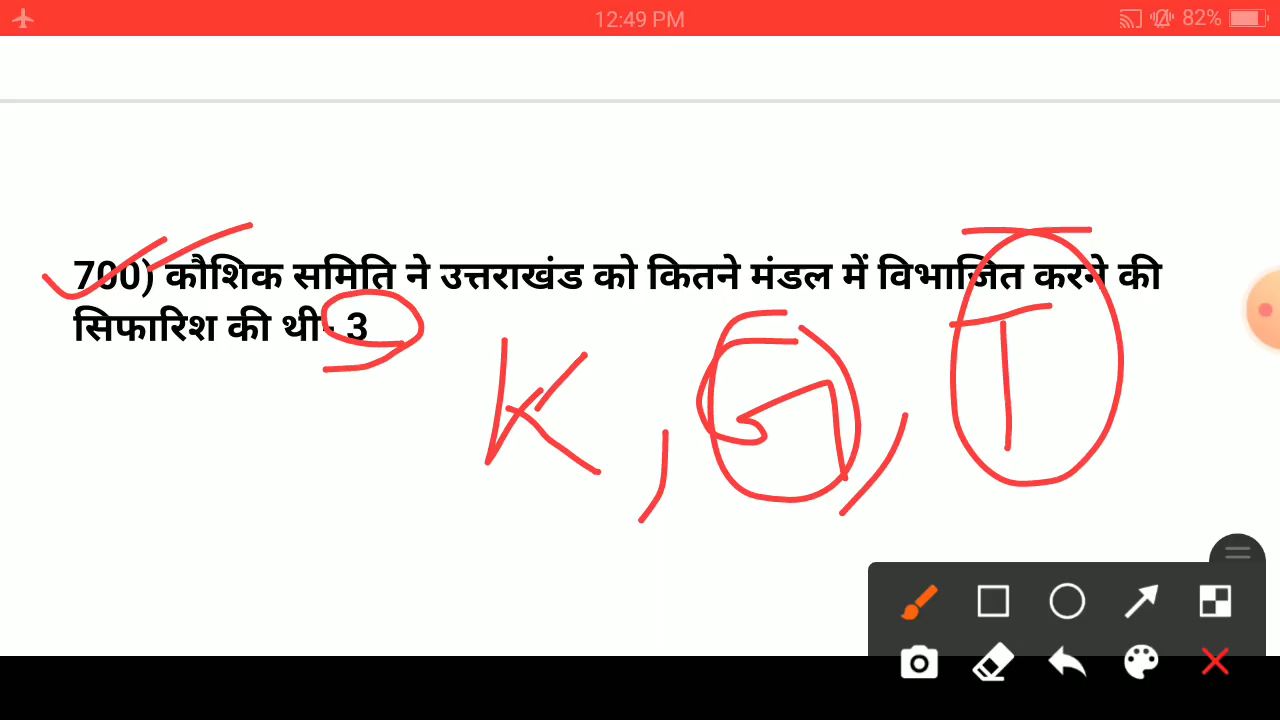 12:49 PM 82%
700) कौशिक समिति ने उत्तराखंड को कितने मंडल में विभाजित करने की
सिफारिश की थी- 3
K, G, T